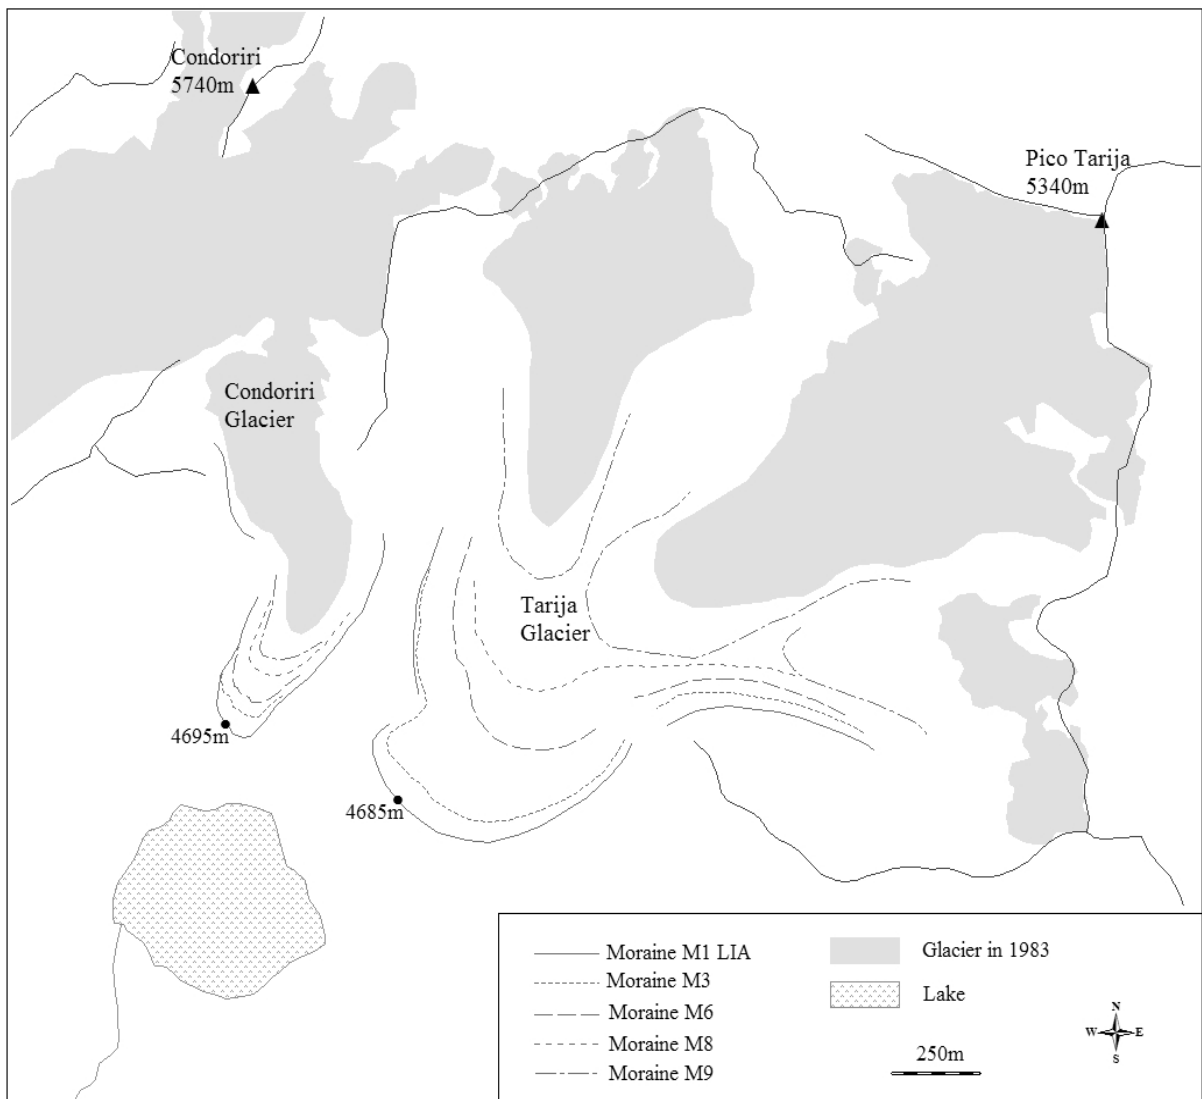 Condoriri
5740m
Pico Tarija
5340m
Condoriri
Glacier
Tarija
Glacier
4695m
4685m
Moraine M1 LIA
Moraine M3
Moraine M6
Moraine M8
Moraine M9
Glacier in 1983
Lake
250m
N
W E
S